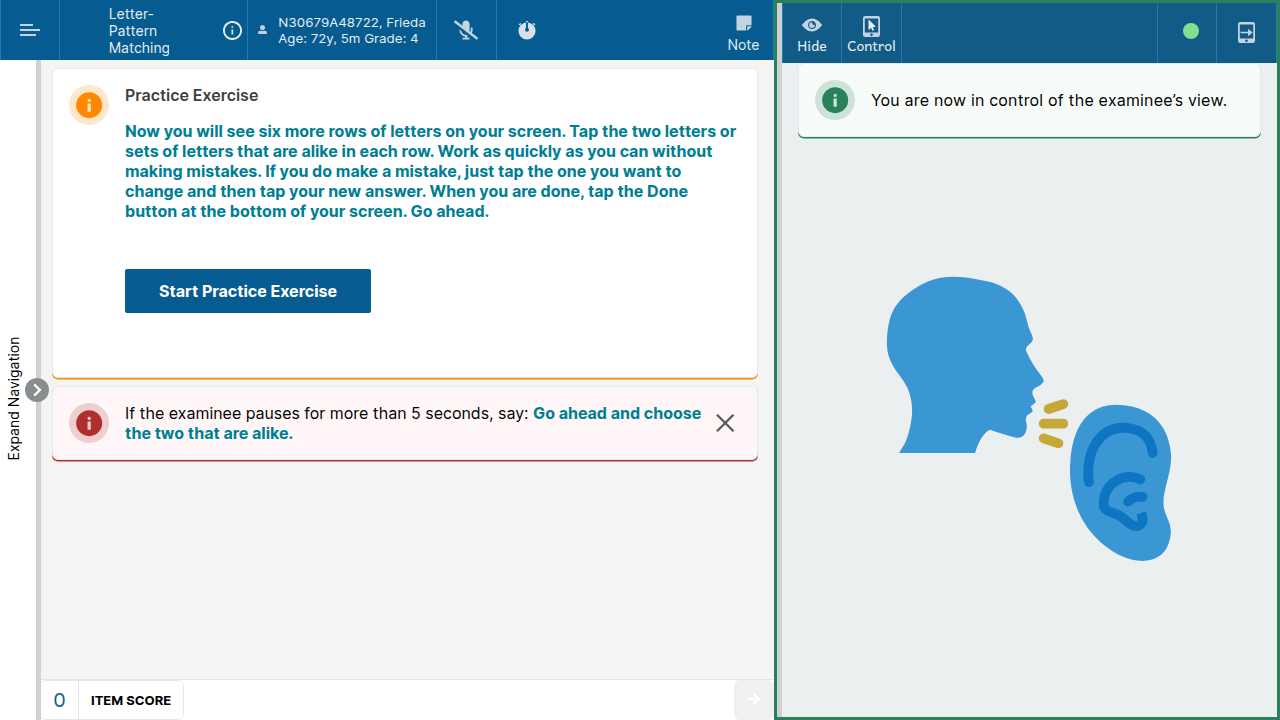 Letter-
Pattern
Matching
N30679A48722, Frieda
Age: 72y, 5m Grade: 4
Note
Hide
Control
Practice Exercise
Now you will see six more rows of letters on your screen. Tap the two letters or
sets of letters that are alike in each row. Work as quickly as you can without
making mistakes. If you do make a mistake, just tap the one you want to
change and then tap your new answer. When you are done, tap the Done
button at the bottom of your screen. Go ahead.
Start Practice Exercise
If the examinee pauses for more than 5 seconds, say: Go ahead and choose
the two that are alike.
You are now in control of the examinee's view.
Expand Navigation
0
ITEM SCORE